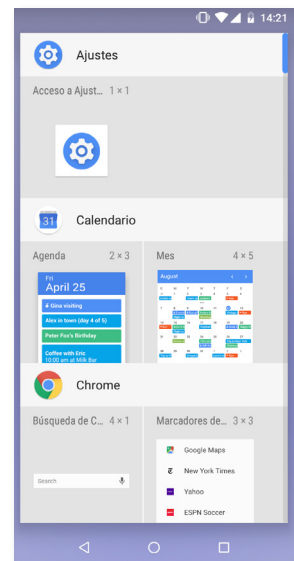 14:21
Ajustes
Acceso a Ajust... 1 × 1
31
Calendario
Agenda 2 × 3
Mes 4 × 5
Fri
April 25
Gina visiting
Alex in town (day 4 of 5)
Peter Fox's Birthday
Coffee with Eric
10:00 am at Milk Bar
August
Chrome
Búsqueda de C... 4 × 1
Marcadores de... 3 × 3
Search
Google Maps
New York Times
Yahoo
ESPN Soccer